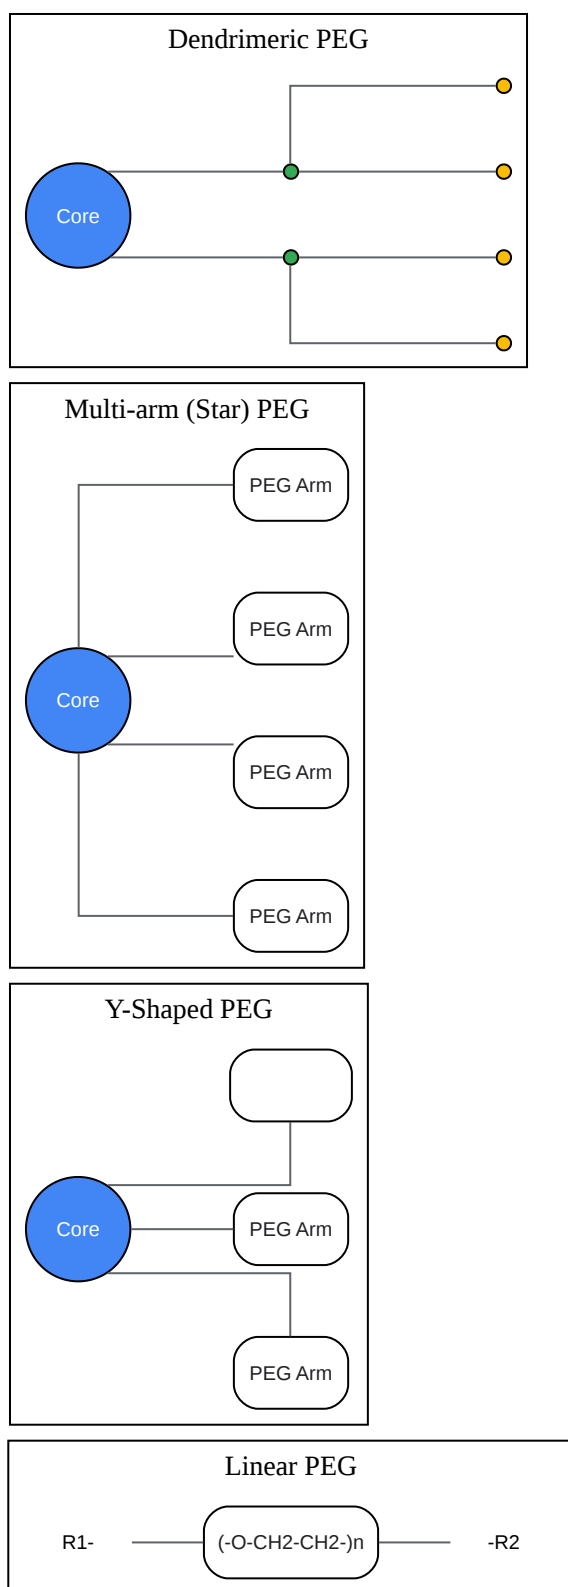 Dendrimeric PEG
Core
Multi-arm (Star) PEG
PEG Arm
PEG Arm
Core
PEG Arm
PEG Arm
Y-Shaped PEG
Core
PEG Arm
PEG Arm
Linear PEG
R1-
(-O-CH2-CH2-)n
-R2